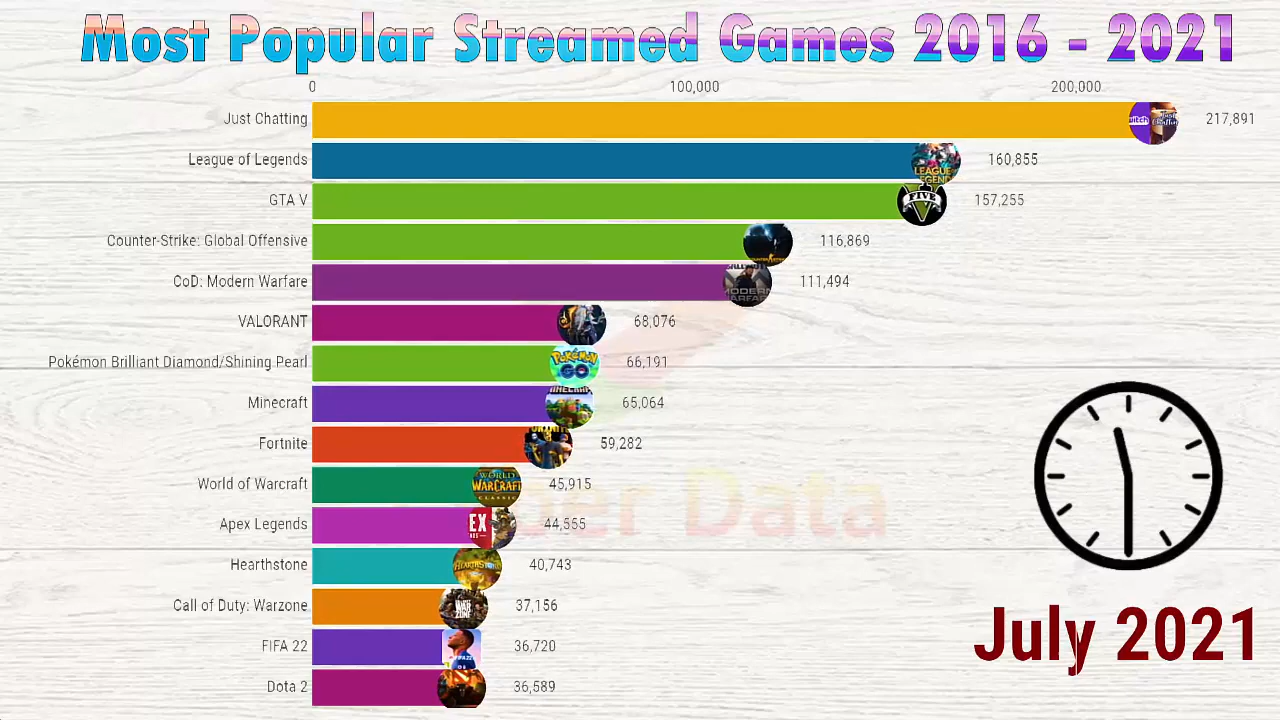 Most Popular Streamed Games 2016 - 2021
0 100,000 200,000
Just Chatting 217,891
League of Legends 160,855
GTA V 157,255
Counter-Strike: Global Offensive 116,869
CoD: Modern Warfare 111,494
VALORANT 68,076
Pokémon Brilliant Diamond/Shining Pearl 66,191
Minecraft 65,064
Fortnite 59,282
World of Warcraft 45,915
Apex Legends 44,355
Hearthstone 40,743
Call of Duty: Warzone 37,156
FIFA 22 36,720
Dota 2 36,589
Data
July 2021